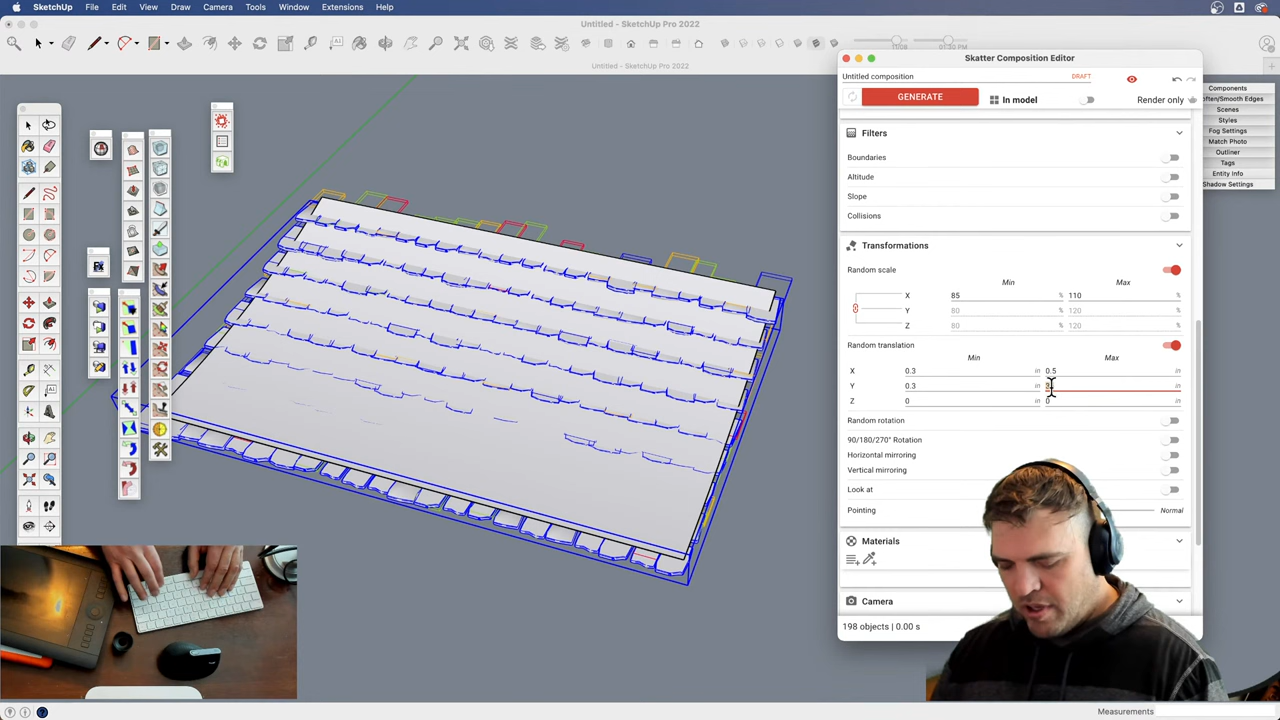 SketchUp File Edit View Draw Camera Tools Window Extensions Help
Untitled - SketchUp Pro 2022
Untitled - SketchUp Pro 2022
Skatter Composition Editor
Untitled composition DRAFT
GENERATE In model Render only
Components
Soften/Smooth Edges
Scenes
Styles
Fog Settings
Match Photo
Outliner
Tags
Entity Info
Shadow Settings
Filters
Boundaries
Altitude
Slope
Collisions
Transformations
Random scale
Min Max
X 85 % 110 %
Y 80 % 120 %
Z 80 % 120 %
Random translation
Min Max
X 0.3 in 0.5 in
Y 0.3 in in
Z 0 in 0 in
Random rotation
90/180/270° Rotation
Horizontal mirroring
Vertical mirroring
Look at
Pointing Normal
Materials
Camera
198 objects | 0.00 s
Measurements